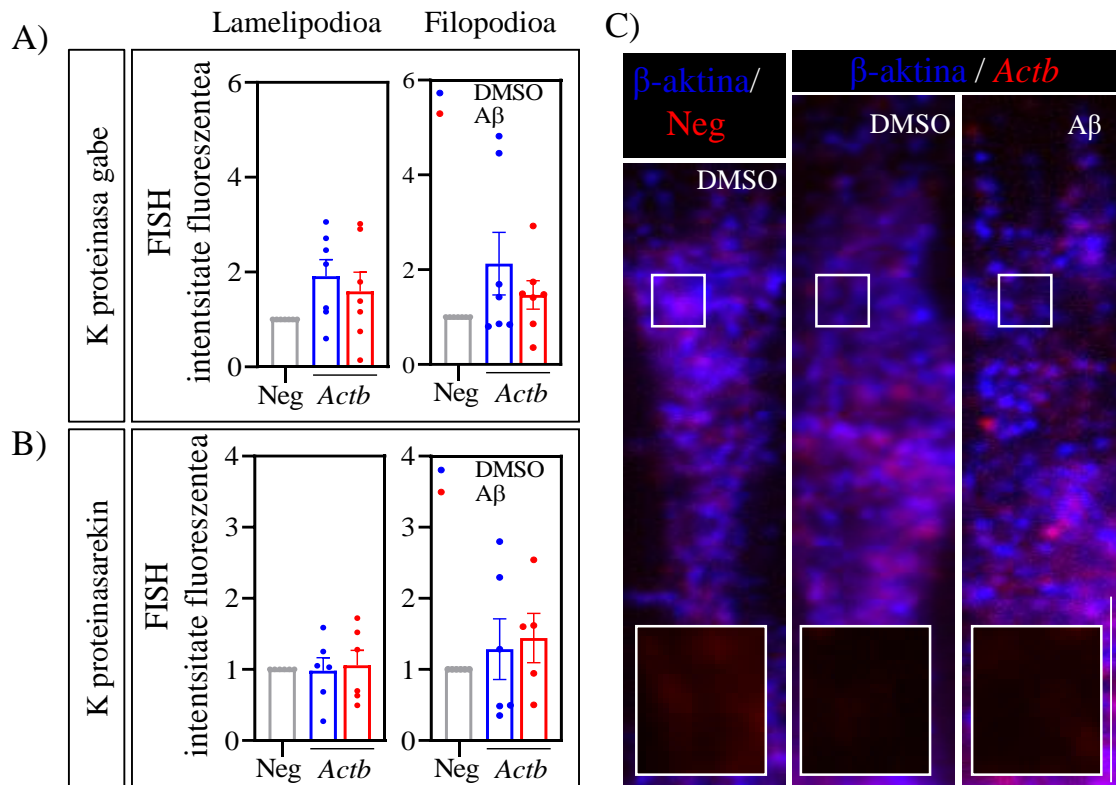 A)
Lamelipodioa
Filopodioa
K proteinasa gabe
FISH
intentsitate fluoreszentea
6
4
2
0
Neg
Actb
6
4
2
0
DMSO
Aβ
Neg
Actb
B)
K proteinasarekin
FISH
intentsitate fluoreszentea
4
3
2
1
0
Neg
Actb
4
3
2
1
0
DMSO
Aβ
Neg
Actb
C)
β-aktina/
Neg
DMSO
β-aktina / Actb
DMSO
Aβ